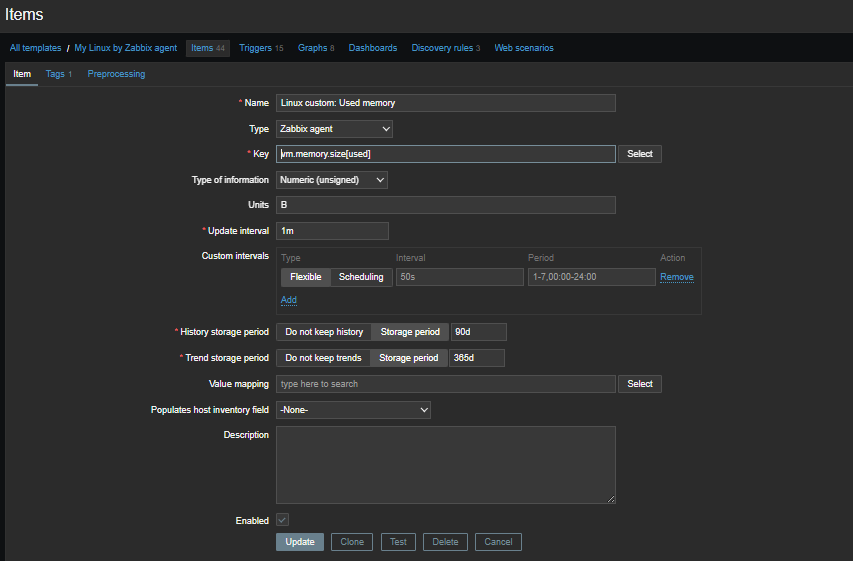 Items
All templates / My Linux by Zabbix agent Items 44 Triggers 15 Graphs 8 Dashboards Discovery rules 3 Web scenarios
Item Tags 1 Preprocessing
* Name Linux custom: Used memory
Type Zabbix agent
* Key vm.memory.size[used] Select
Type of information Numeric (unsigned)
Units B
* Update interval 1m
Custom intervals Type Interval Period Action
Flexible Scheduling 50s 1-7,00:00-24:00 Remove
Add
* History storage period Do not keep history Storage period 90d
* Trend storage period Do not keep trends Storage period 365d
Value mapping type here to search Select
Populates host inventory field -None-
Description
Enabled
Update Clone Test Delete Cancel